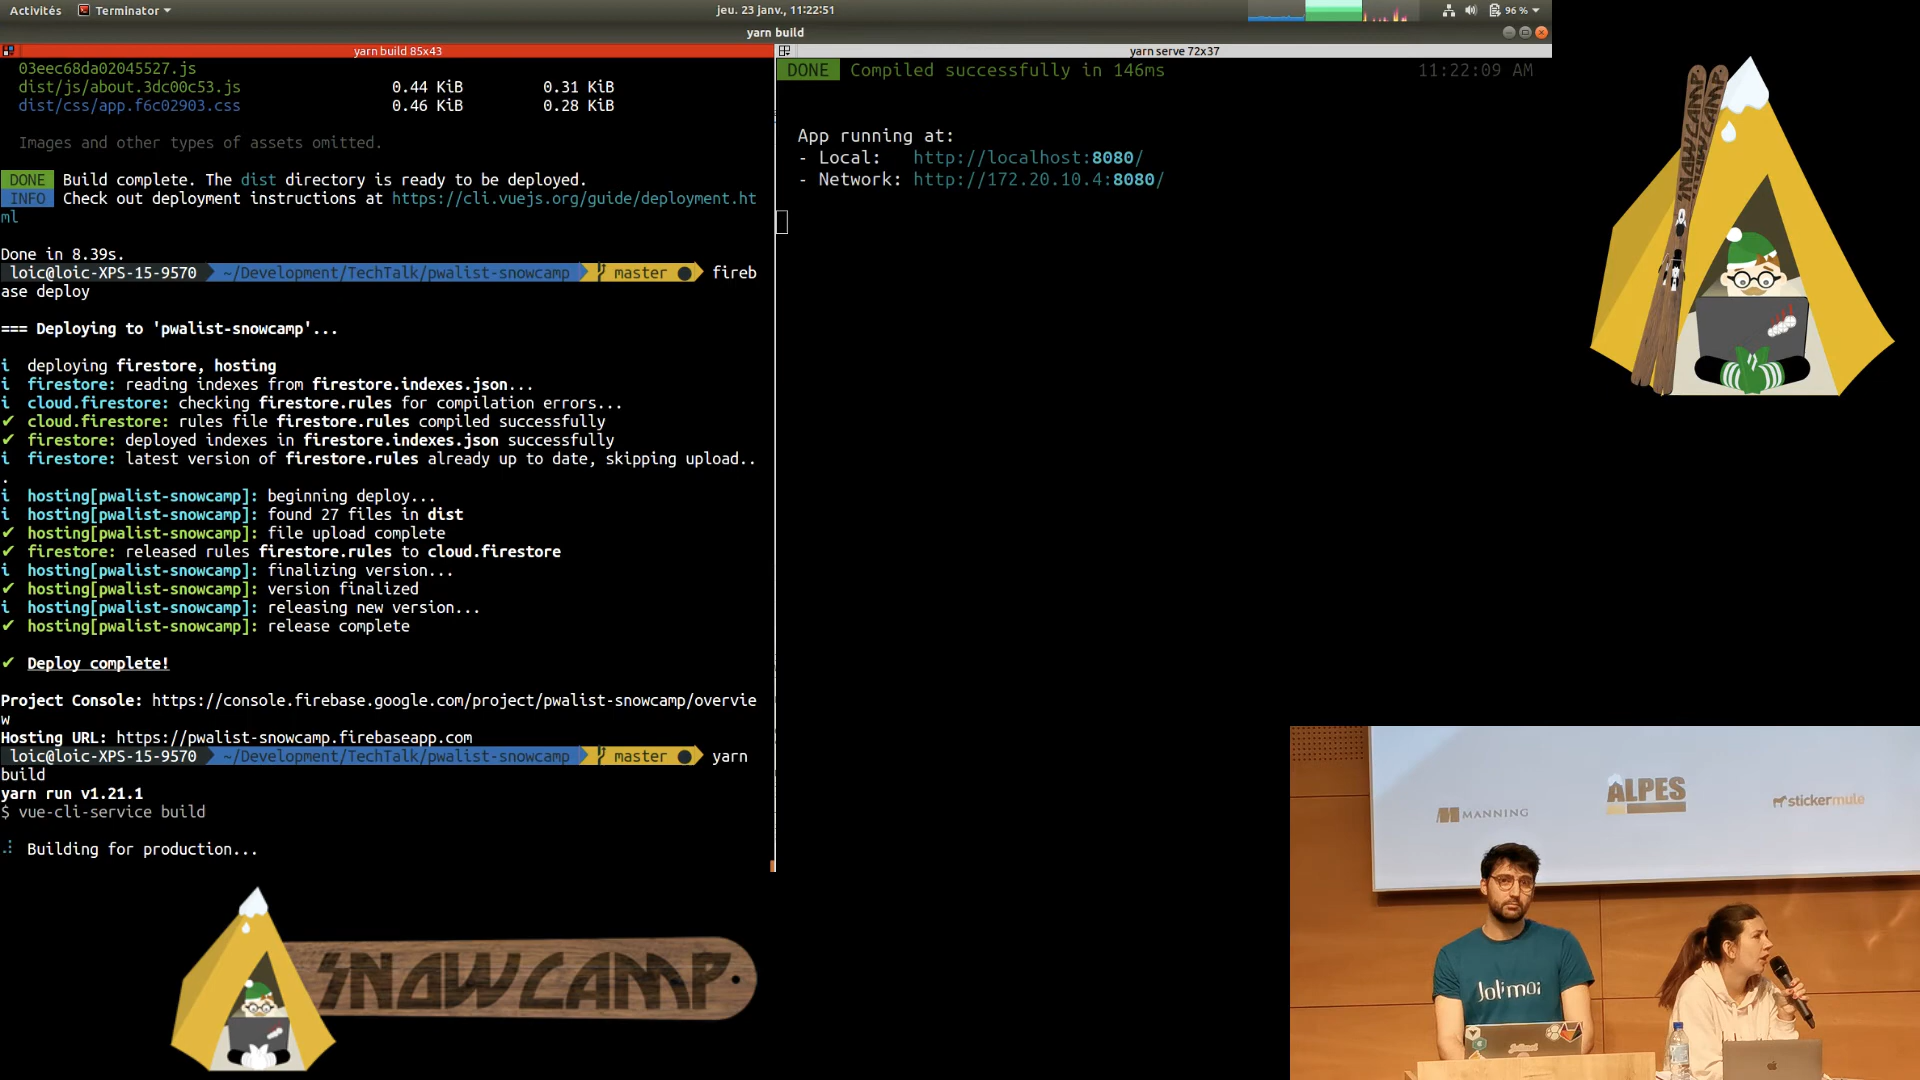 Activités Terminator jeu. 23 janv., 11:22:51 96 %
yarn build
yarn build 85x43
03eec68da02045527.js
dist/js/about.3dc00c53.js 0.44 KiB 0.31 KiB
dist/css/app.f6c02903.css 0.46 KiB 0.28 KiB
Images and other types of assets omitted.
DONE Build complete. The dist directory is ready to be deployed.
INFO Check out deployment instructions at https://cli.vuejs.org/guide/deployment.ht
ml
Done in 8.39s.
loic@loic-XPS-15-9570 ~/Development/TechTalk/pwalist-snowcamp master fireb
ase deploy
=== Deploying to 'pwalist-snowcamp'...
i deploying firestore, hosting
i firestore: reading indexes from firestore.indexes.json...
i cloud.firestore: checking firestore.rules for compilation errors...
✔ cloud.firestore: rules file firestore.rules compiled successfully
✔ firestore: deployed indexes in firestore.indexes.json successfully
i firestore: latest version of firestore.rules already up to date, skipping upload..
.
i hosting[pwalist-snowcamp]: beginning deploy...
i hosting[pwalist-snowcamp]: found 27 files in dist
✔ hosting[pwalist-snowcamp]: file upload complete
✔ firestore: released rules firestore.rules to cloud.firestore
i hosting[pwalist-snowcamp]: finalizing version...
✔ hosting[pwalist-snowcamp]: version finalized
i hosting[pwalist-snowcamp]: releasing new version...
✔ hosting[pwalist-snowcamp]: release complete
✔ Deploy complete!
Project Console: https://console.firebase.google.com/project/pwalist-snowcamp/overvie
w
Hosting URL: https://pwalist-snowcamp.firebaseapp.com
loic@loic-XPS-15-9570 ~/Development/TechTalk/pwalist-snowcamp master yarn
build
yarn run v1.21.1
$ vue-cli-service build
Building for production...
yarn serve 72x37
DONE Compiled successfully in 146ms 11:22:09 AM
App running at:
- Local: http://localhost:8080/
- Network: http://172.20.10.4:8080/
SNOWCAMP
SNOWCAMP
SNOWCAMP
MANNING
ALPES
stickermule
Jolimoi